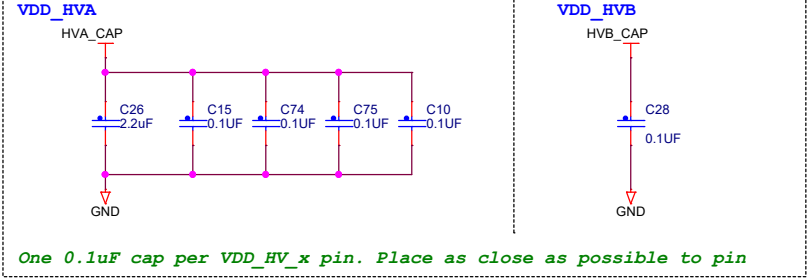 VDD_HVA
VDD_HVB
HVA_CAP
HVB_CAP
C26
2.2uF
C15
0.1UF
C74
0.1UF
C75
0.1UF
C10
0.1UF
C28
0.1UF
GND
GND
One 0.1uF cap per VDD_HV_x pin. Place as close as possible to pin